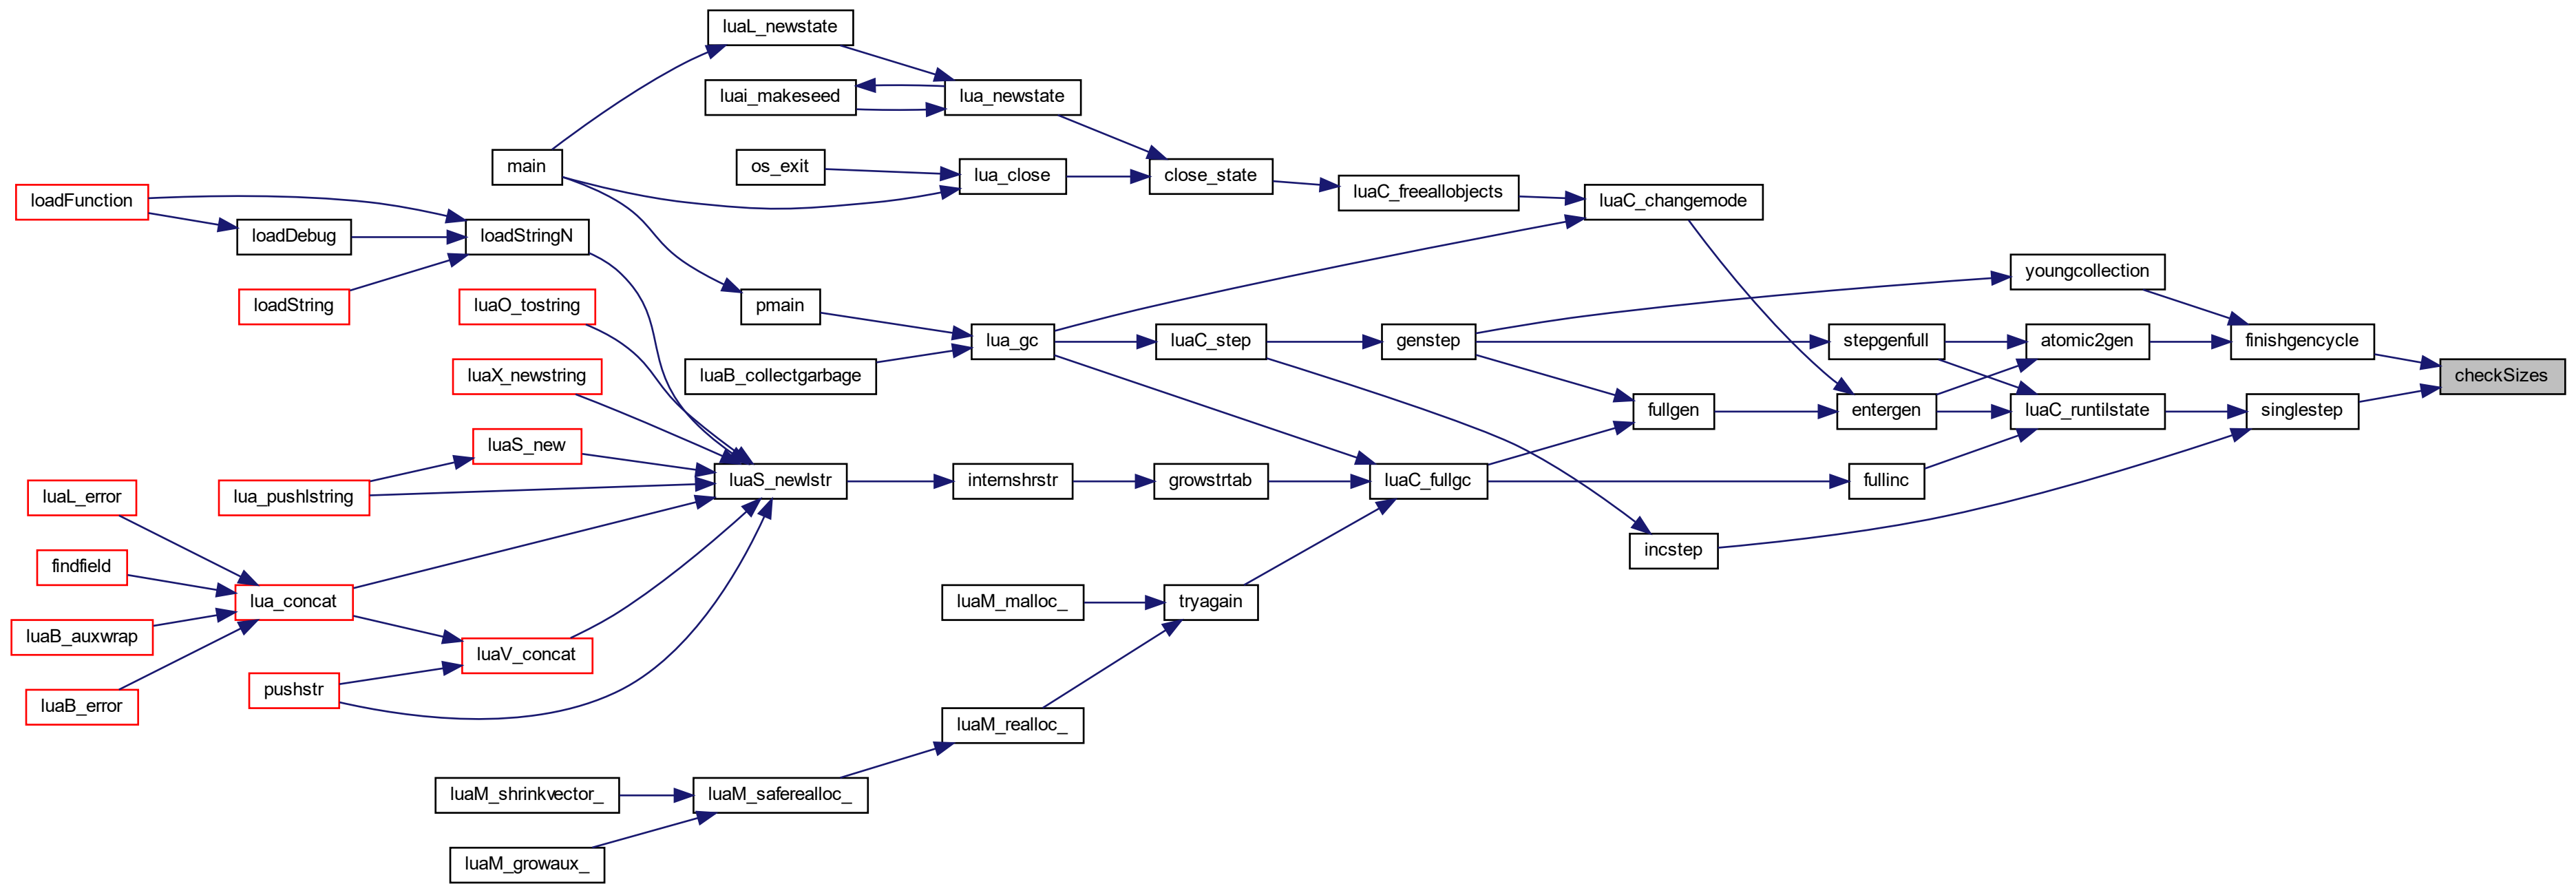 luaL_newstate
luai_makeseed
lua_newstate
main
os_exit
lua_close
close_state
luaC_freeallobjects
luaC_changemode
loadFunction
loadDebug
loadStringN
loadString
luaO_tostring
pmain
youngcollection
lua_gc
luaC_step
genstep
stepgenfull
atomic2gen
finishgencycle
luaX_newstring
luaB_collectgarbage
checkSizes
fullgen
entergen
luaC_runtilstate
singlestep
luaS_new
lua_pushlstring
luaS_newlstr
internshrstr
growstrtab
luaC_fullgc
fullinc
luaL_error
findfield
incstep
lua_concat
luaM_malloc_
tryagain
luaB_auxwrap
luaV_concat
pushstr
luaB_error
luaM_realloc_
luaM_shrinkvector_
luaM_saferealloc_
luaM_growaux_